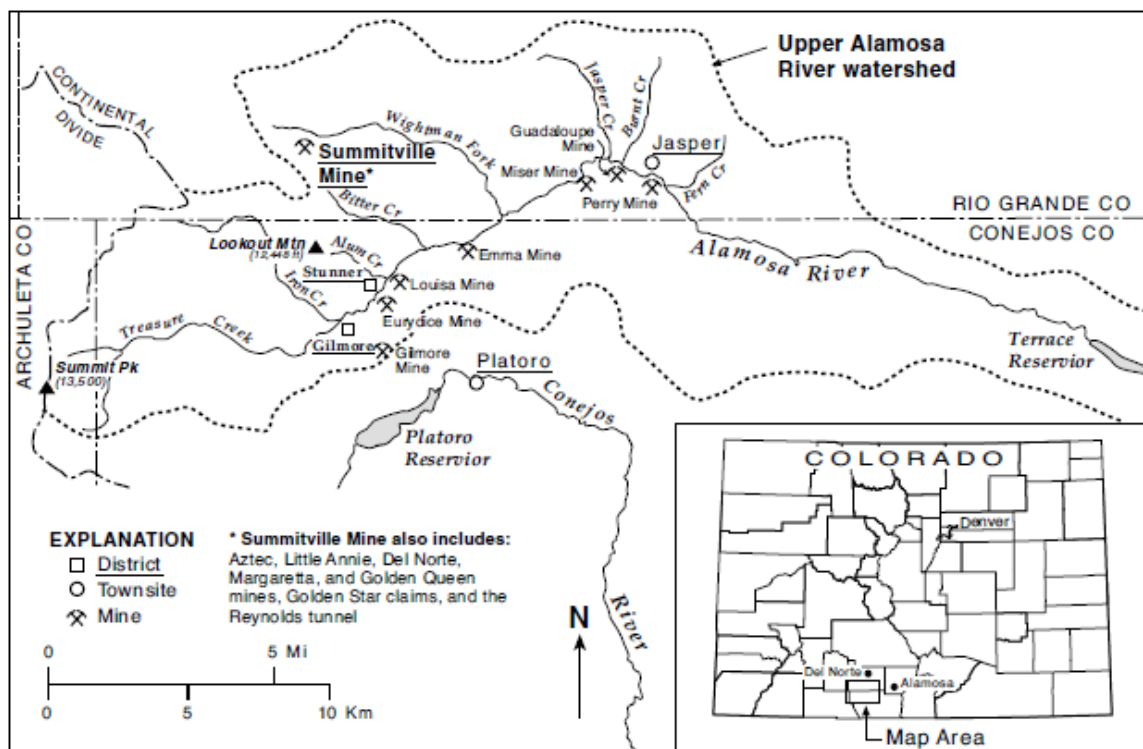 Upper Alamosa
River watershed
CONTINENTAL
DIVIDE
Wighpman Fork
Jasper Cr
Burnt Cr
Guadaloupe
Mine
Jasper
Summitville
Mine*
Miser Mine
Fern Cr
Perry Mine
Bitter Cr
RIO GRANDE CO
CONEJOS CO
ARCHULETA CO
Lookout Mtn
(12,448 ft)
Alum Cr
Emma Mine
Alamosa River
Stunner
Louisa Mine
Iron Cr
Eurydice Mine
Treasure Creek
Gilmore
Gilmore
Mine
Terrace
Reservior
Summit Pk
(13,500)
Platoro
Conejos
River
Platoro
Reservior
EXPLANATION
District
Townsite
Mine
* Summitville Mine also includes:
Aztec, Little Annie, Del Norte,
Margaretta, and Golden Queen
mines, Golden Star claims, and the
Reynolds tunnel
0 5 Mi
0 5 10 Km
N
COLORADO
Denver
Del Norte
Alamosa
Map Area